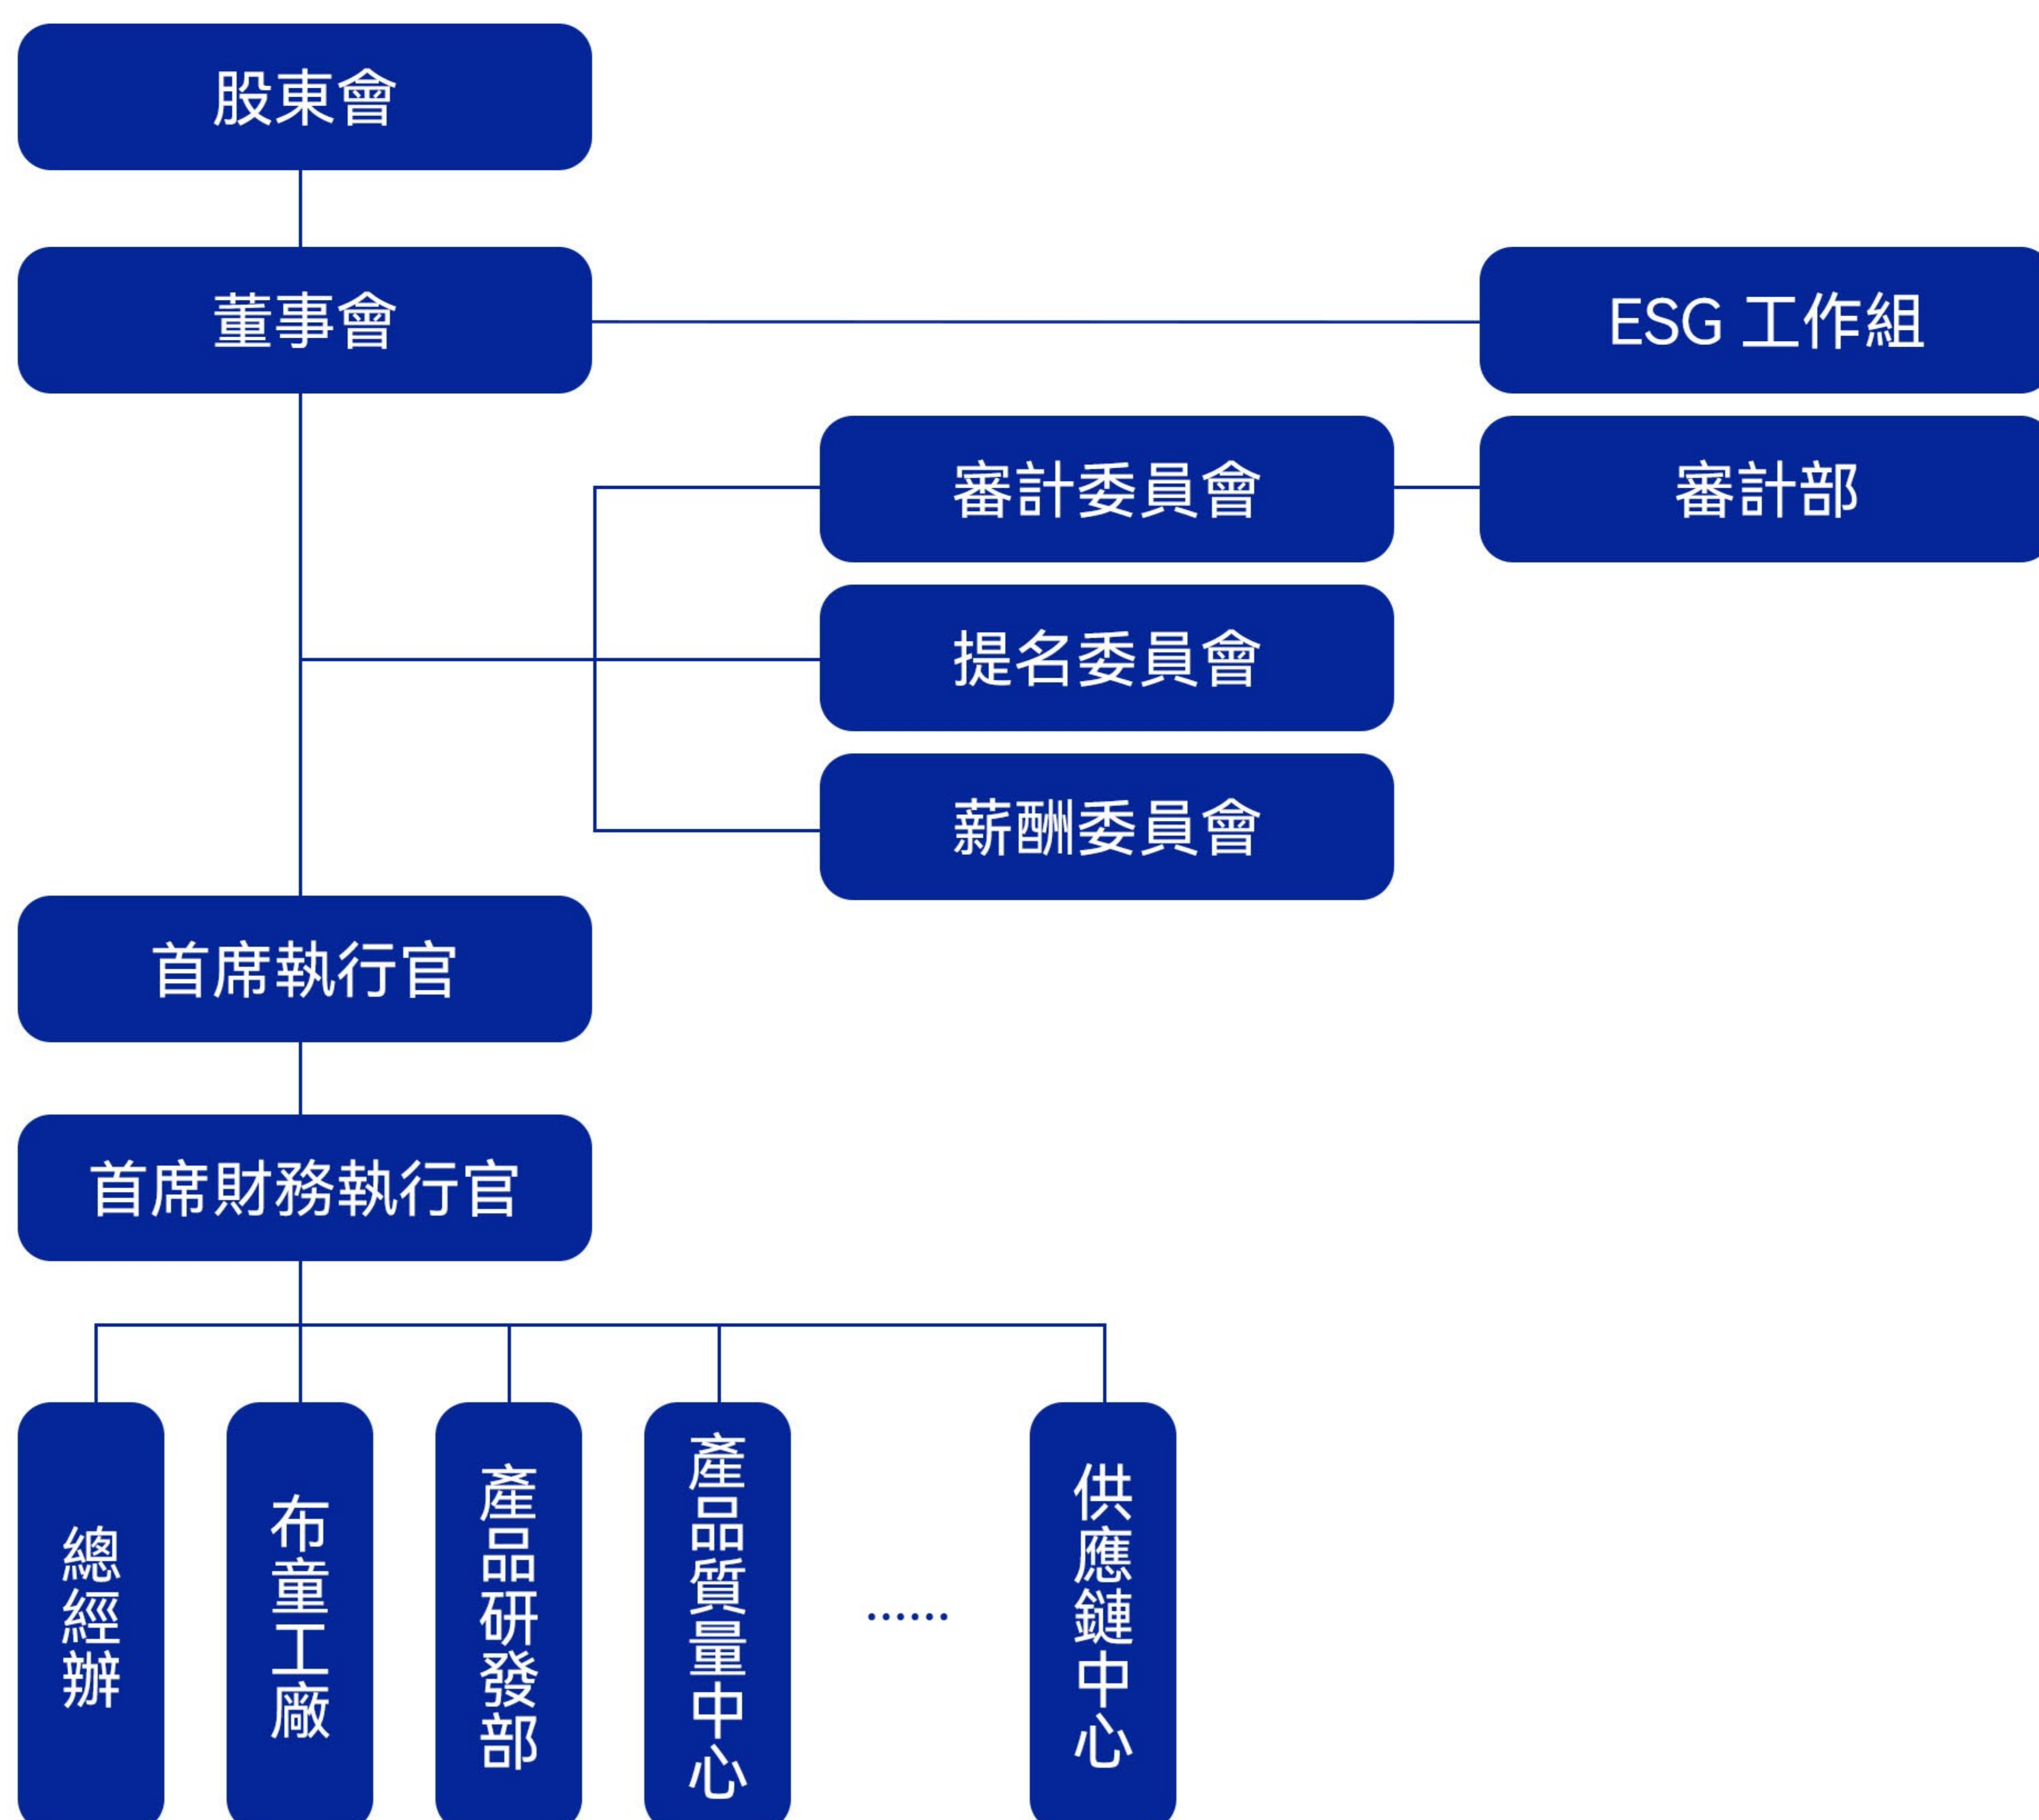 股東會
董事會
ESG 工作組
審計委員會
審計部
提名委員會
薪酬委員會
首席執行官
首席財務執行官
總經辦
布童工廠
產品研發部
產品質量中心
······
供應鏈中心